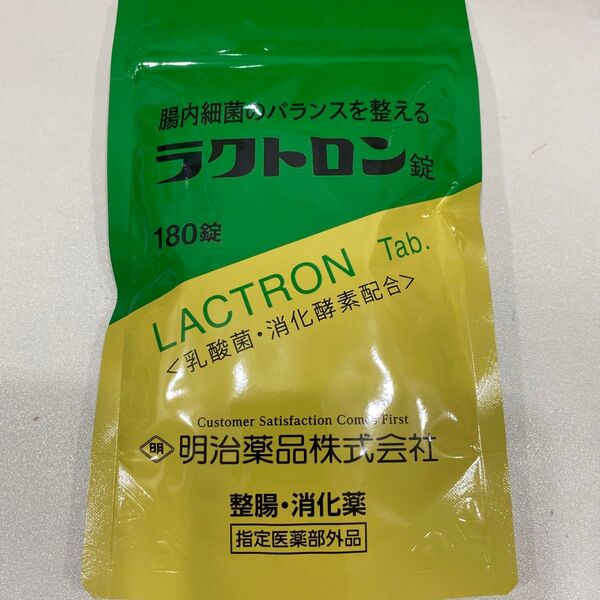 腸内細菌のバランスを整える
ラクトロン錠
180錠
LACTRON Tab.
<乳酸菌・消化酵素配合>
Customer Satisfaction Comes First
明 明治薬品株式会社
整腸・消化薬
指定医薬部外品